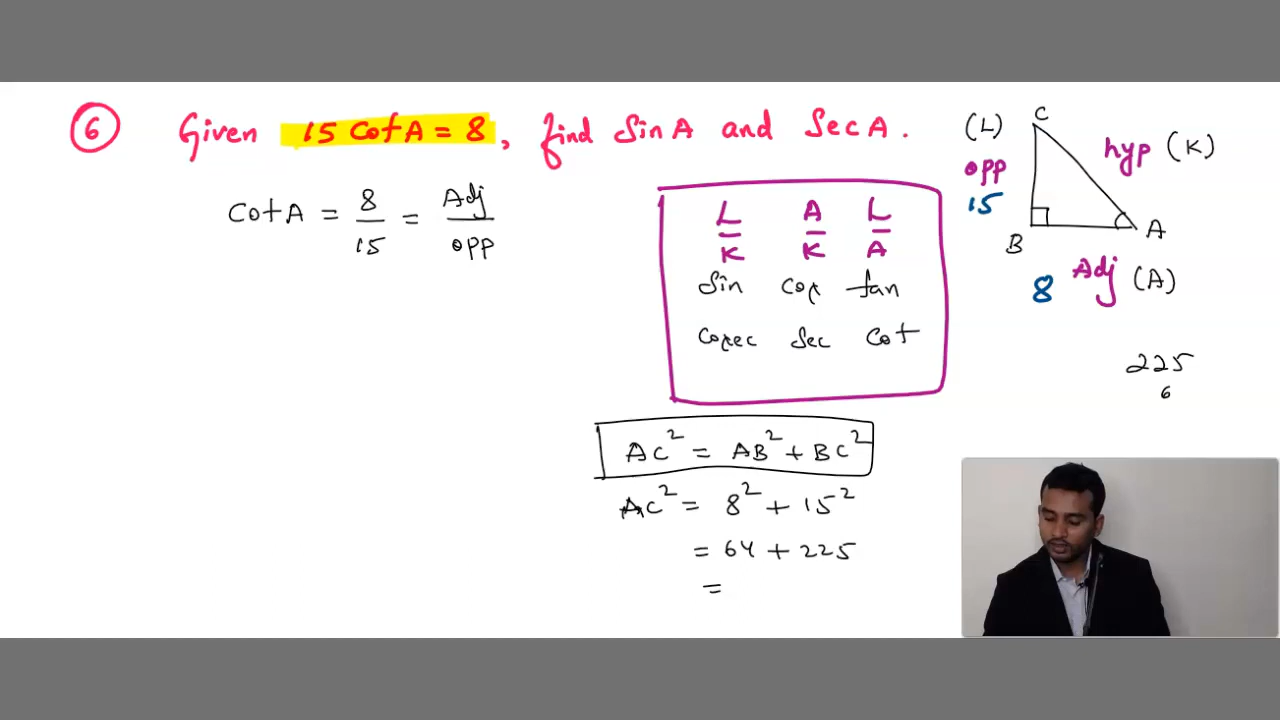 6 Given 15 Cot A = 8, find Sin A and Sec A.
Cot A = 8/15 = Adj/opp
L/K A/K L/A
Sin cos tan
cosec Sec Cot
C
(L)
opp
15
hyp (K)
B
A
8 Adj (A)
225
6
AC² = AB² + BC²
AC² = 8² + 15²
= 64 + 225
=